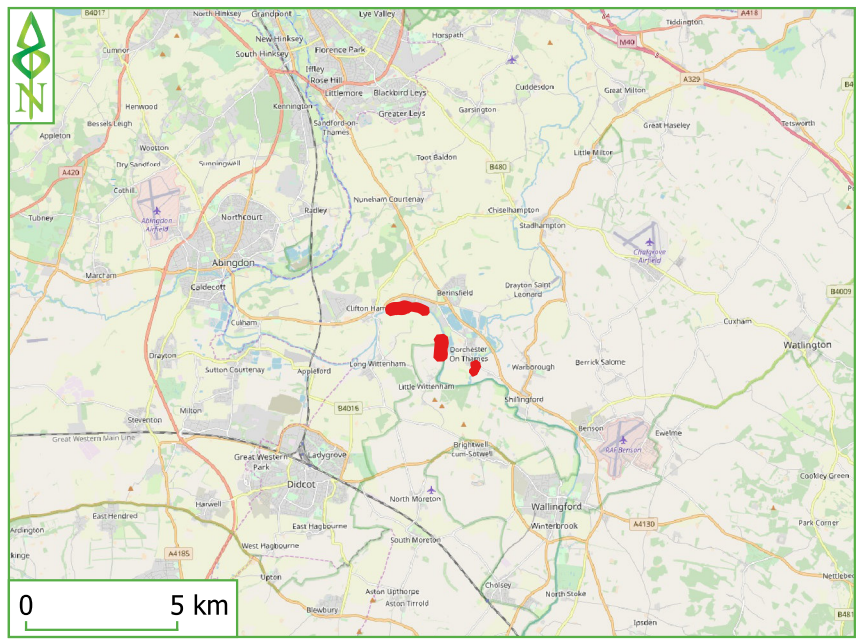 B4017
North Hinksey
Grandpont
Lye Valley
A418
Tiddington
Cumnor
New Hinksey
Horspath
M40
South Hinksey
Florence Park
Iffley
Rose Hill
A329
Littlemore
Blackbird Leys
Cuddesdon
Great Milton
Henwood
Kennington
Garsington
Bessels Leigh
Greater Leys
Sandford-on-
Thames
Great Haseley
Tetsworth
Appleton
Wootton
Toot Baldon
Little Milton
Dry Sandford
Sunningwall
B480
A420
Cothill
Nuneham Courtenay
Tubney
Northcourt
Radley
Chiselhampton
Abingdon
Airfield
Stadhampton
Chalgrove
Airfield
Abingdon
Marcham
Caldecott
Drayton Saint
Leonard
Berinsfield
B4009
Clifton Ham
Culham
Cuxham
Watlington
Drayton
Dorchester
On Thames
Sutton Courtenay
Appleford
Long Wittenham
Warborough
Berrick Salome
Little Wittenham
Shillingford
Milton
B4016
Steventon
Benson
Ewelme
Great Western Main Line
Brightwell
-cum-Sotwell
RAF Benson
Great Western
Park
Ladygrove
Didcot
Cookley Green
North Moreton
Harwell
Wallingford
East Hendred
East Hagbourne
Winterbrook
A4130
Park Corner
Ardington
South Moreton
West Hagbourne
A4185
Upton
Cholsey
Nettlebed
Aston Upthorpe
Aston Tirrold
North Stoke
Blewbury
Ipsden
B481
N
0
5 km